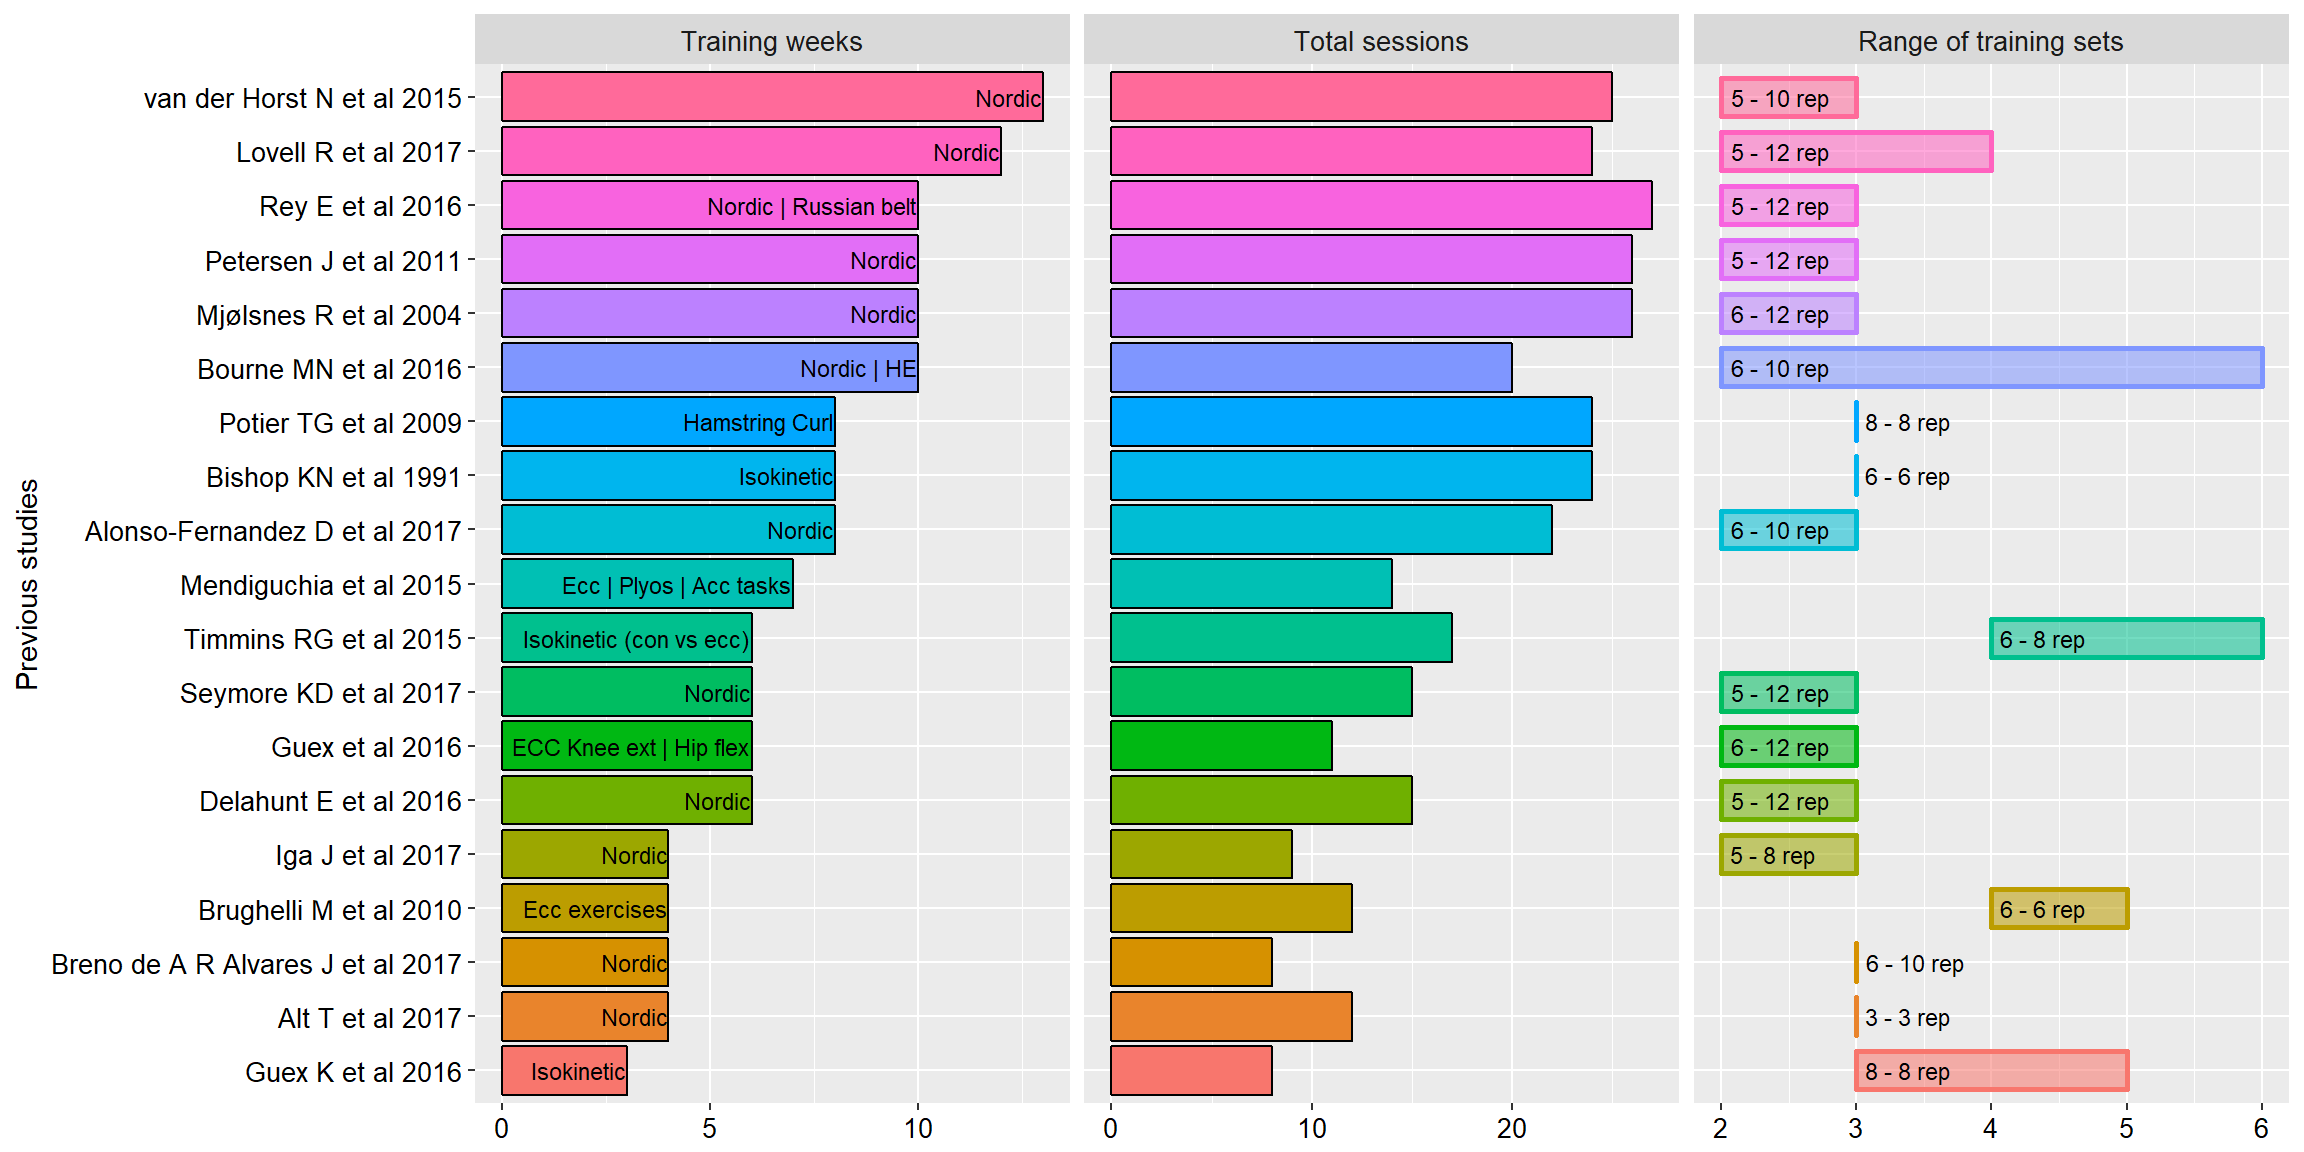 Training weeks Total sessions Range of training sets
van der Horst N et al 2015 Nordic 5 - 10 rep
Lovell R et al 2017 Nordic 5 - 12 rep
Rey E et al 2016 Nordic | Russian belt 5 - 12 rep
Petersen J et al 2011 Nordic 5 - 12 rep
Mjølsnes R et al 2004 Nordic 6 - 12 rep
Bourne MN et al 2016 Nordic | HE 6 - 10 rep
Potier TG et al 2009 Hamstring Curl 8 - 8 rep
Bishop KN et al 1991 Isokinetic 6 - 6 rep
Alonso-Fernandez D et al 2017 Nordic 6 - 10 rep
Mendiguchia et al 2015 Ecc | Plyos | Acc tasks
Timmins RG et al 2015 Isokinetic (con vs ecc) 6 - 8 rep
Seymore KD et al 2017 Nordic 5 - 12 rep
Guex et al 2016 ECC Knee ext | Hip flex 6 - 12 rep
Delahunt E et al 2016 Nordic 5 - 12 rep
Iga J et al 2017 Nordic 5 - 8 rep
Brughelli M et al 2010 Ecc exercises 6 - 6 rep
Breno de A R Alvares J et al 2017 Nordic 6 - 10 rep
Alt T et al 2017 Nordic 3 - 3 rep
Guex K et al 2016 Isokinetic 8 - 8 rep
0 5 10 0 10 20 2 3 4 5 6
Previous studies